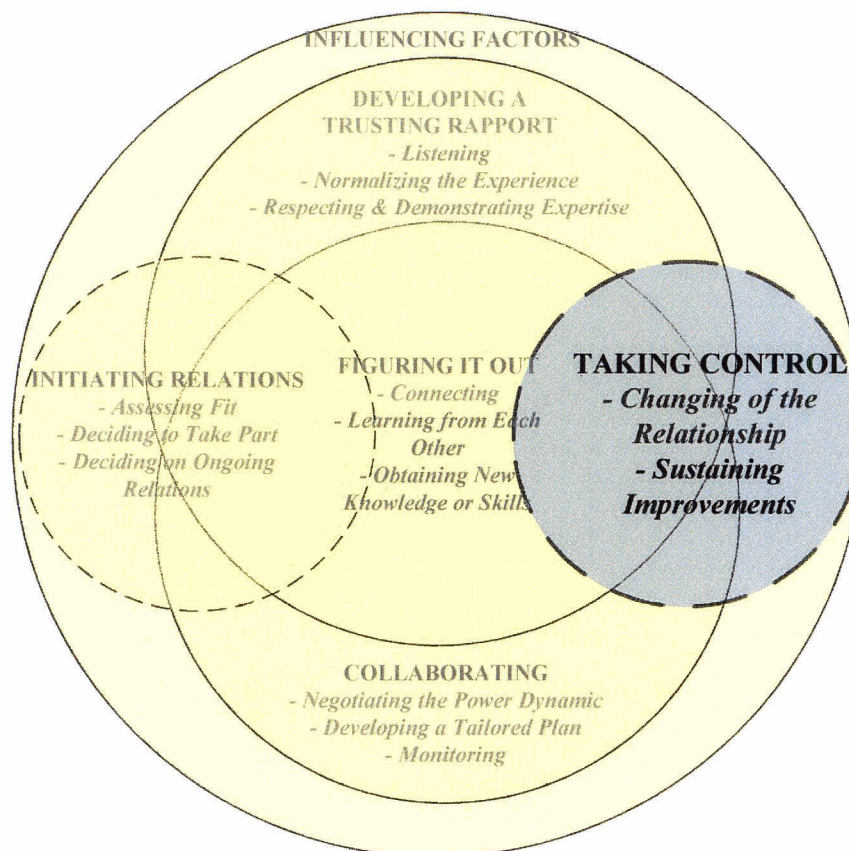 INFLUENCING FACTORS
DEVELOPING A
TRUSTING RAPPORT
- Listening
- Normalizing the Experience
- Respecting & Demonstrating Expertise
INITIATING RELATIONS
- Assessing Fit
- Deciding to Take Part
- Deciding on Ongoing
Relations
FIGURING IT OUT
- Connecting
- Learning from Each
Other
- Obtaining New
Knowledge or Skills
TAKING CONTROL
- Changing of the
Relationship
- Sustaining
Improvements
COLLABORATING
- Negotiating the Power Dynamic
- Developing a Tailored Plan
- Monitoring